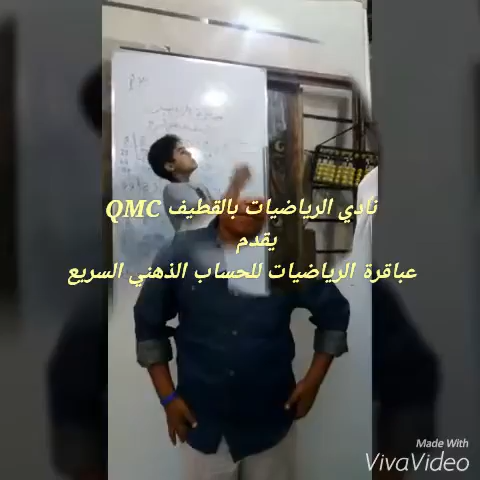 نادي الرياضيات بالقطيف QMC
يقدم
عباقرة الرياضيات للحساب الذهني السريع
Made With
VivaVideo